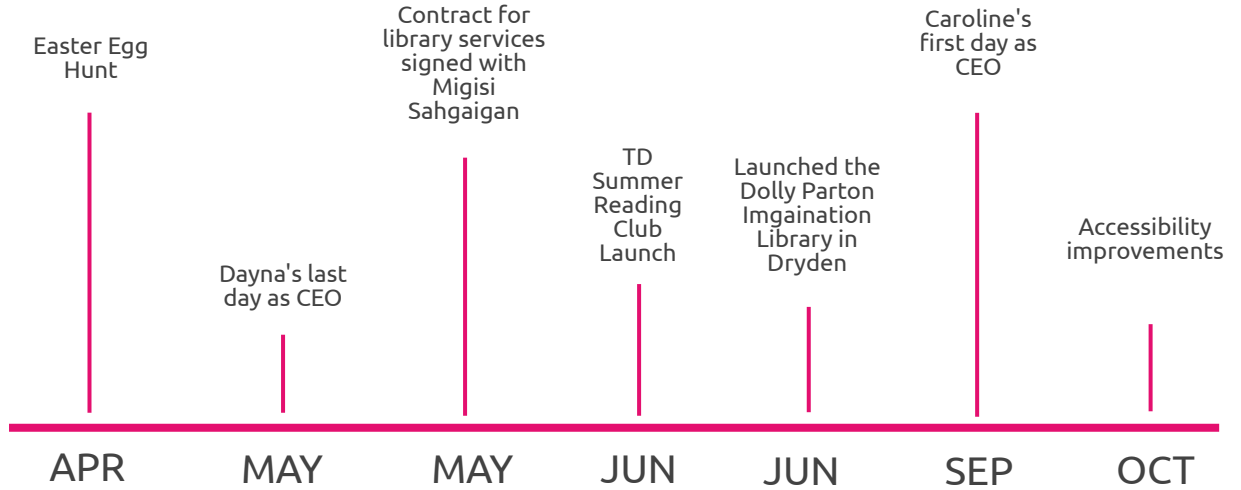 Easter Egg
Hunt
Dayna's last
day as CEO
Contract for
library services
signed with
Migisi
Sahgaigan
TD
Summer
Reading
Club
Launch
Launched the
Dolly Parton
Imgaination
Library in
Dryden
Caroline's
first day as
CEO
Accessibility
improvements
APR
MAY
MAY
JUN
JUN
SEP
OCT